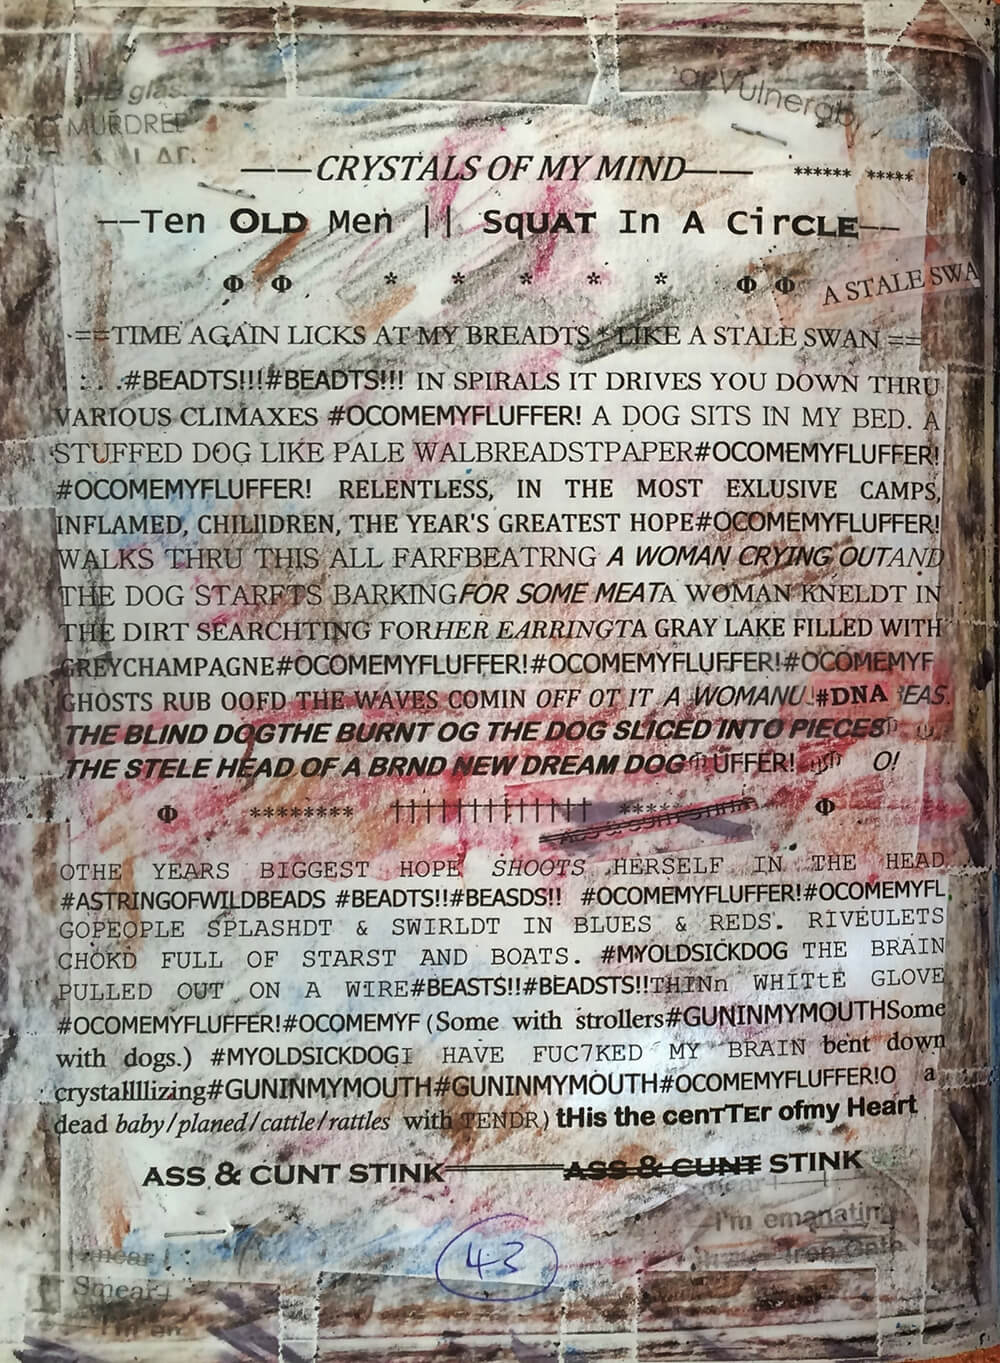 glas
MURDRED
Vulnerab
——CRYSTALS OF MY MIND—— ****** *****
——Ten OLD Men || SqUAT In A CirCLE——
Φ Φ * * * * * Φ Φ
A STALE SWA
==TIME AGAIN LICKS AT MY BREADTS * LIKE A STALE SWAN ==
: . .#BEADTS!!!#BEADTS!!! IN SPIRALS IT DRIVES YOU DOWN THRU
VARIOUS CLIMAXES #OCOMEMYFLUFFER! A DOG SITS IN MY BED. A
STUFFED DOG LIKE PALE WALBREADSTPAPER#OCOMEMYFLUFFER!
#OCOMEMYFLUFFER! RELENTLESS, IN THE MOST EXLUSIVE CAMPS,
INFLAMED, CHILlIDREN, THE YEAR'S GREATEST HOPE#OCOMEMYFLUFFER!
WALKS THRU THIS ALL FARFBEATRNG A WOMAN CRYING OUTAND
THE DOG STARFTS BARKINGFOR SOME MEATA WOMAN KNELDT IN
THE DIRT SEARCHTING FORHER EARRINGTA GRAY LAKE FILLED WITH
GREYCHAMPAGNE#OCOMEMYFLUFFER!#OCOMEMYFLUFFER!#OCOMEMYF
GHOSTS RUB OOFD THE WAVES COMIN OFF OT IT A WOMANU!#DNA EAS.
THE BLIND DOGTHE BURNT OG THE DOG SLICED INTO PIECES
THE STELE HEAD OF A BRND NEW DREAM DOG UFFER! O!
Φ ******** ††††††††††††† ***** Φ
OTHE YEARS BIGGEST HOPE SHOOTS HERSELF IN THE HEAD
#ASTRINGOFWILDBEADS #BEADTS!!#BEASDS!! #OCOMEMYFLUFFER!#OCOMEMYFL
GOPEOPLE SPLASHDT & SWIRLDT IN BLUES & REDS. RIVEULETS
CHOKD FULL OF STARST AND BOATS. #MYOLDSICKDOG THE BRAIN
PULLED OUT ON A WIRE#BEASTS!!#BEADSTS!!THINn WHITtE GLOVE
#OCOMEMYFLUFFER!#OCOMEMYF(Some with strollers#GUNINMYMOUTHSome
with dogs.) #MYOLDSICKDOGI HAVE FUC7KED MY BRAIN bent down
crystallllizing#GUNINMYMOUTH#GUNINMYMOUTH#OCOMEMYFLUFFER!O a
dead baby/planed/cattle/rattles with TENDR) tHis the cenTTEr ofmy Heart
ASS & CUNT STINK════ASS & CUNT STINK
I'm emanating
Smear I
Smear I
43